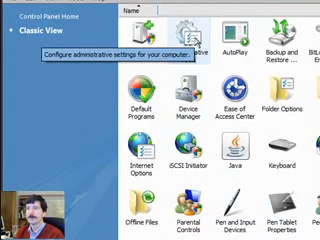 Name
Control Panel Home
Classic View
Configure administrative settings for your computer.
AutoPlay
Backup and
Restore ...
Default
Programs
Device
Manager
Ease of
Access Center
Folder Options
Internet
Options
iSCSI Initiator
Java
Keyboard
Offline Files
Parental
Controls
Pen and Input
Devices
Pen Tablet
Properties